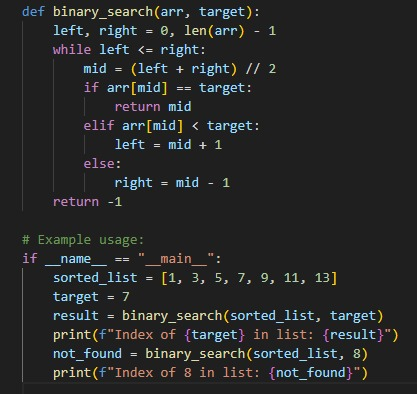 def binary_search(arr, target):
    left, right = 0, len(arr) - 1
    while left <= right:
        mid = (left + right) // 2
        if arr[mid] == target:
            return mid
        elif arr[mid] < target:
            left = mid + 1
        else:
            right = mid - 1
    return -1

# Example usage:
if __name__ == "__main__":
    sorted_list = [1, 3, 5, 7, 9, 11, 13]
    target = 7
    result = binary_search(sorted_list, target)
    print(f"Index of {target} in list: {result}")
    not_found = binary_search(sorted_list, 8)
    print(f"Index of 8 in list: {not_found}")